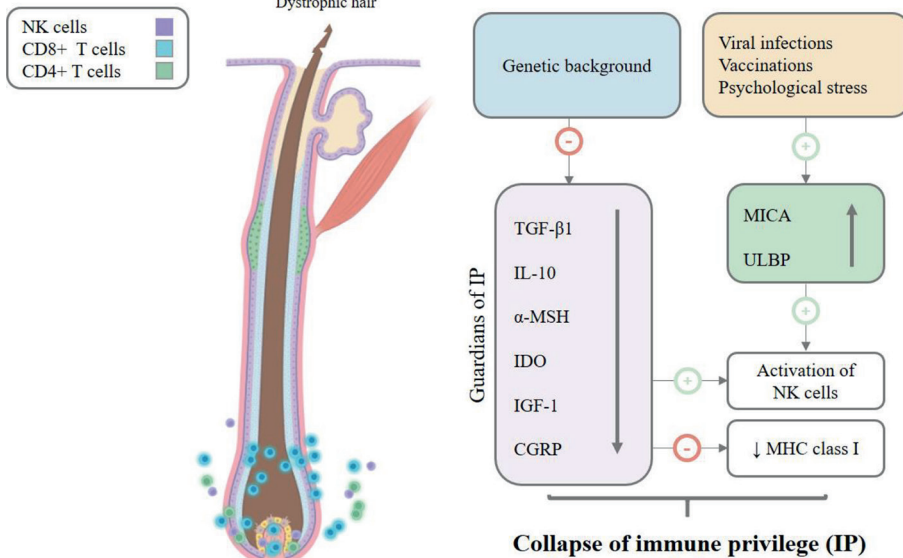 Dystrophic hair
NK cells
CD8+ T cells
CD4+ T cells
Genetic background
Viral infections
Vaccinations
Psychological stress
-
+
Guardians of IP
TGF-β1
IL-10
α-MSH
IDO
IGF-1
CGRP
MICA
ULBP
+
+
Activation of
NK cells
-
↓ MHC class I
Collapse of immune privilege (IP)